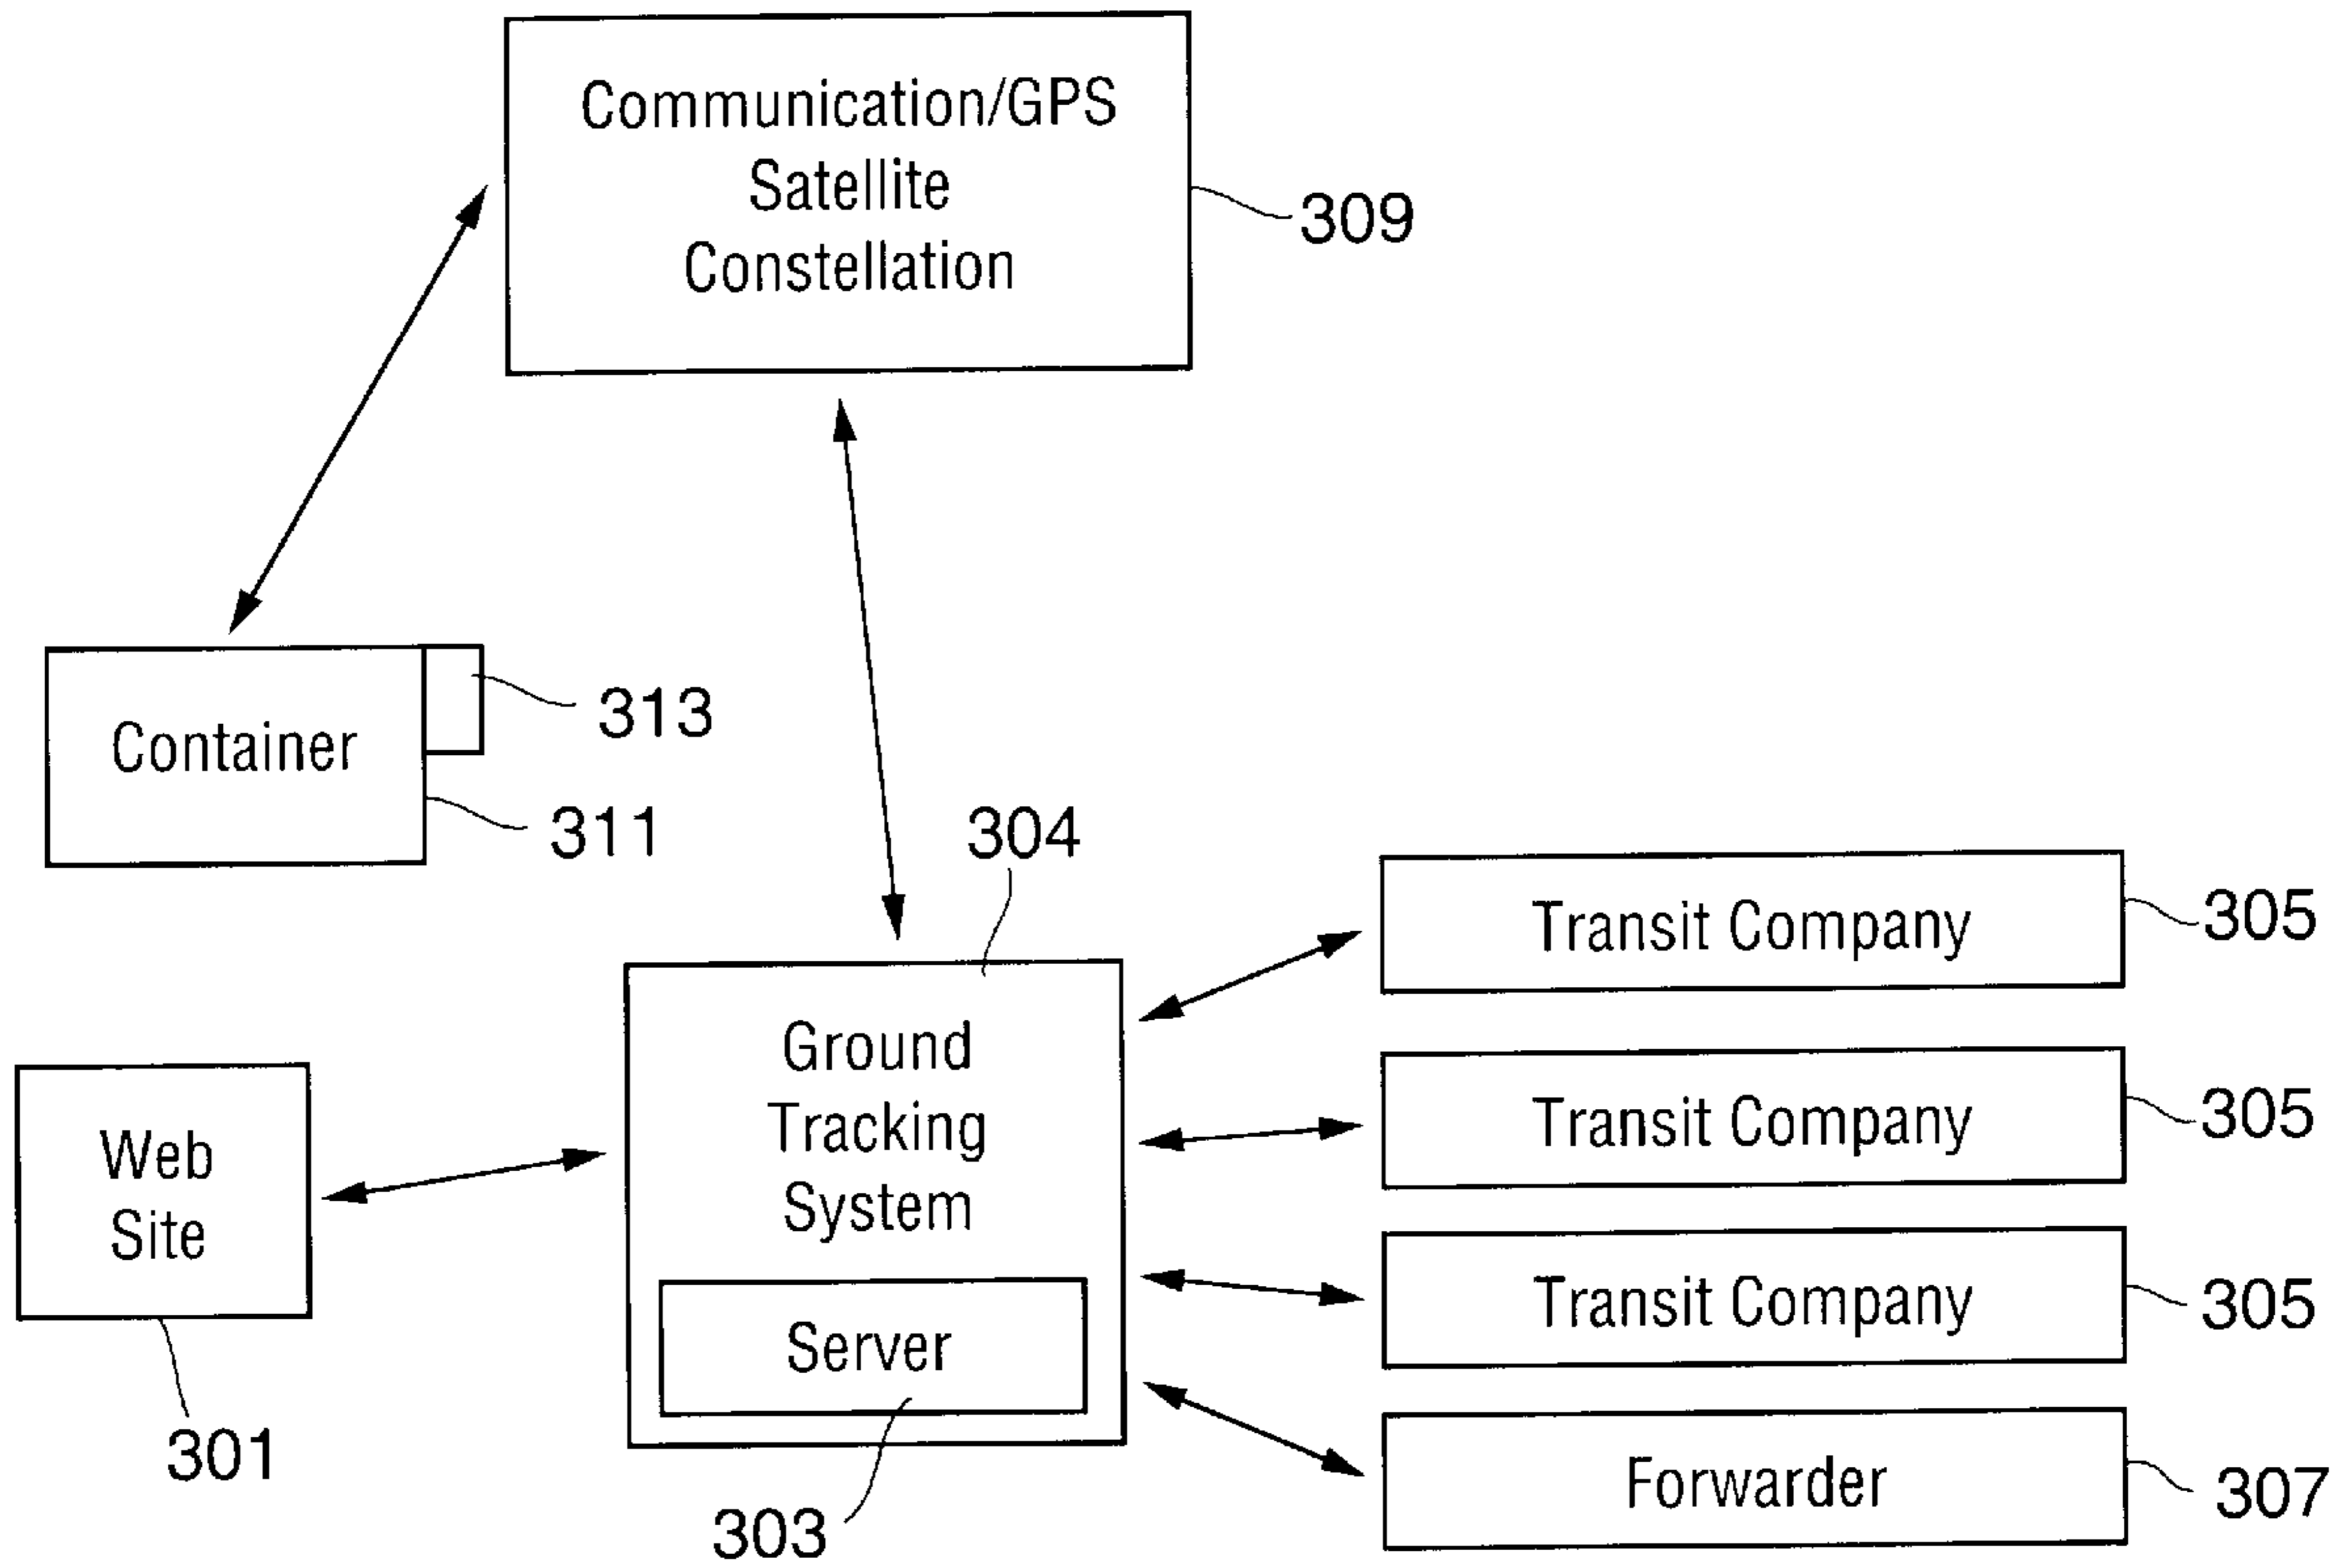 Communication/GPS
Satellite
Constellation
309
313
Container
311
304
Transit Company
305
Ground
Tracking
System
Transit Company
305
Web
Site
Transit Company
305
Server
301
303
Forwarder
307